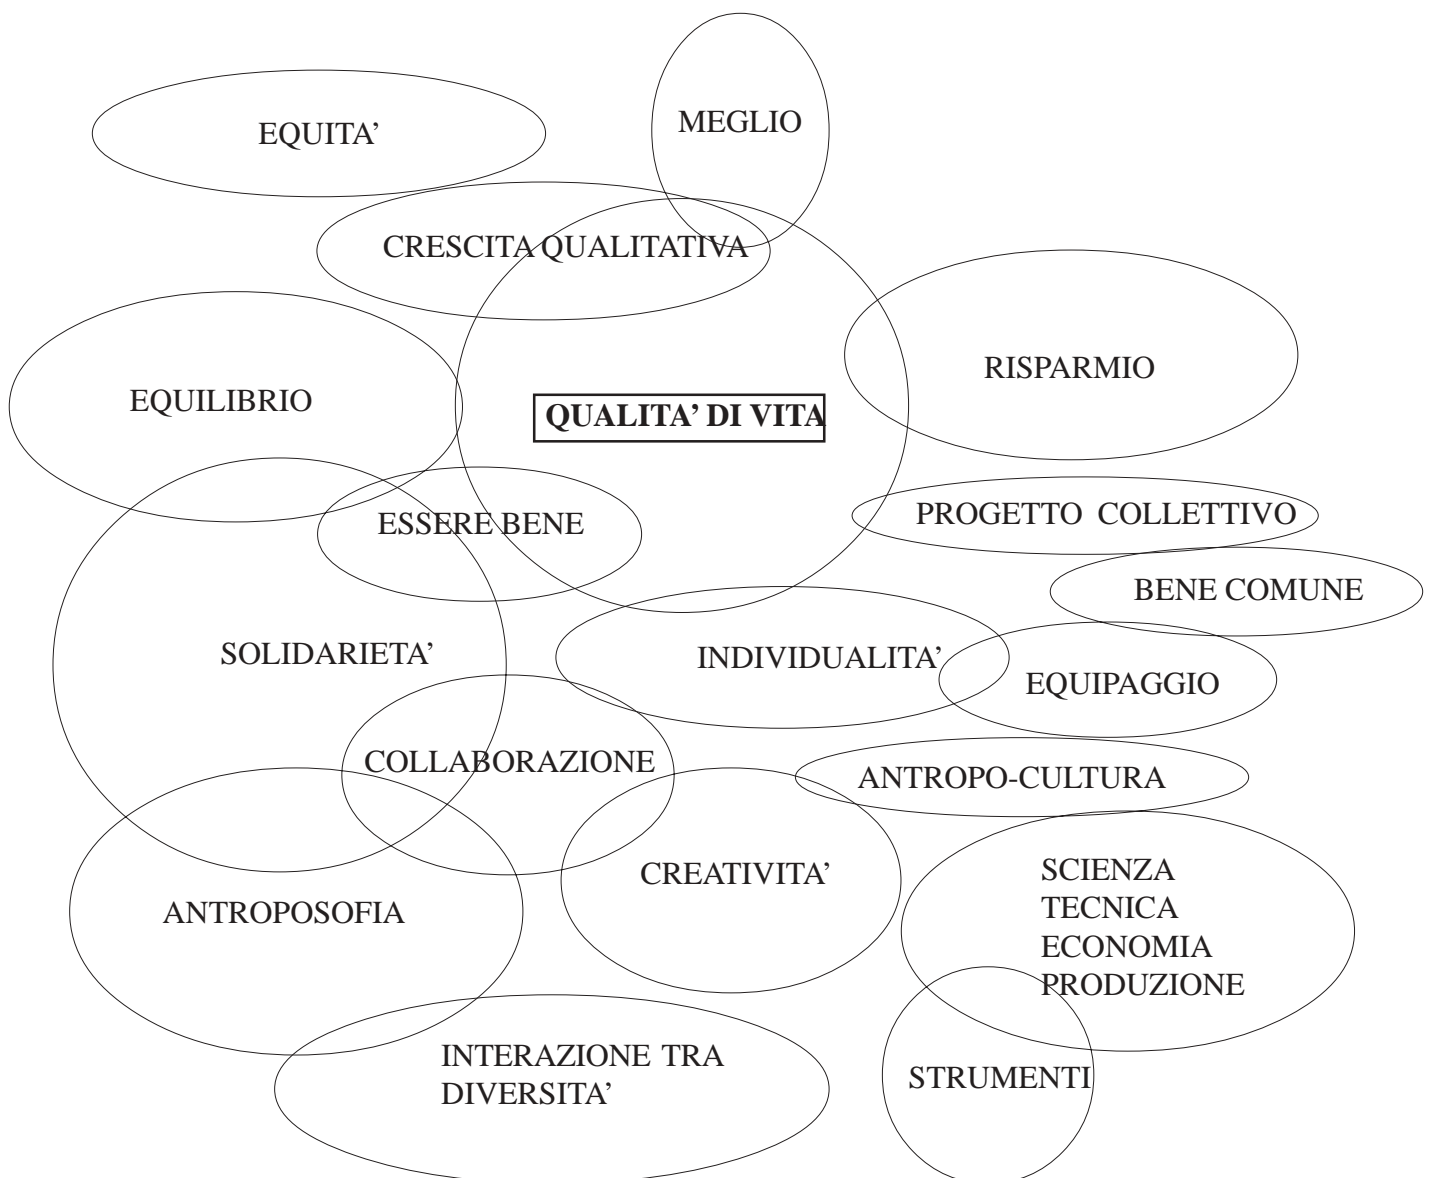 MEGLIO
EQUITA’
CRESCITA QUALITATIVA
RISPARMIO
EQUILIBRIO
QUALITA’ DI VITA
PROGETTO COLLETTIVO
ESSERE BENE
BENE COMUNE
SOLIDARIETA’
INDIVIDUALITA’
EQUIPAGGIO
COLLABORAZIONE
ANTROPO-CULTURA
CREATIVITA’
SCIENZA
TECNICA
ECONOMIA
PRODUZIONE
ANTROPOSOFIA
INTERAZIONE TRA
DIVERSITA’
STRUMENTI